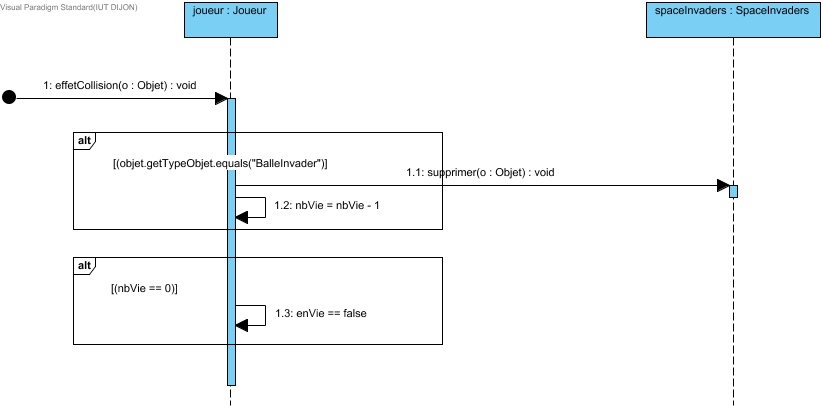 Visual Paradigm Standard(IUT DIJON)
joueur : Joueur
spaceInvaders : SpaceInvaders
1: effetCollision(o : Objet) : void
alt
[(objet.getTypeObjet.equals("BalleInvader")]
1.1: supprimer(o : Objet) : void
1.2: nbVie = nbVie - 1
alt
[(nbVie == 0)]
1.3: enVie == false